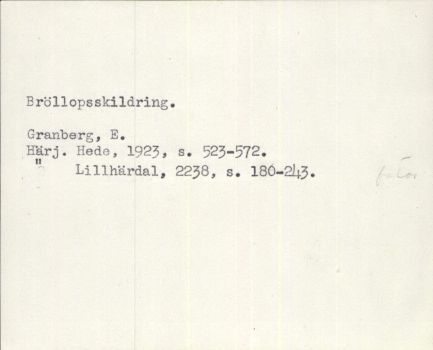 Bröllopsskildring.
Granberg, E.
Härj. Hede, 1923, s. 523-572.
" Lillhärdal, 2238, s. 180-243.